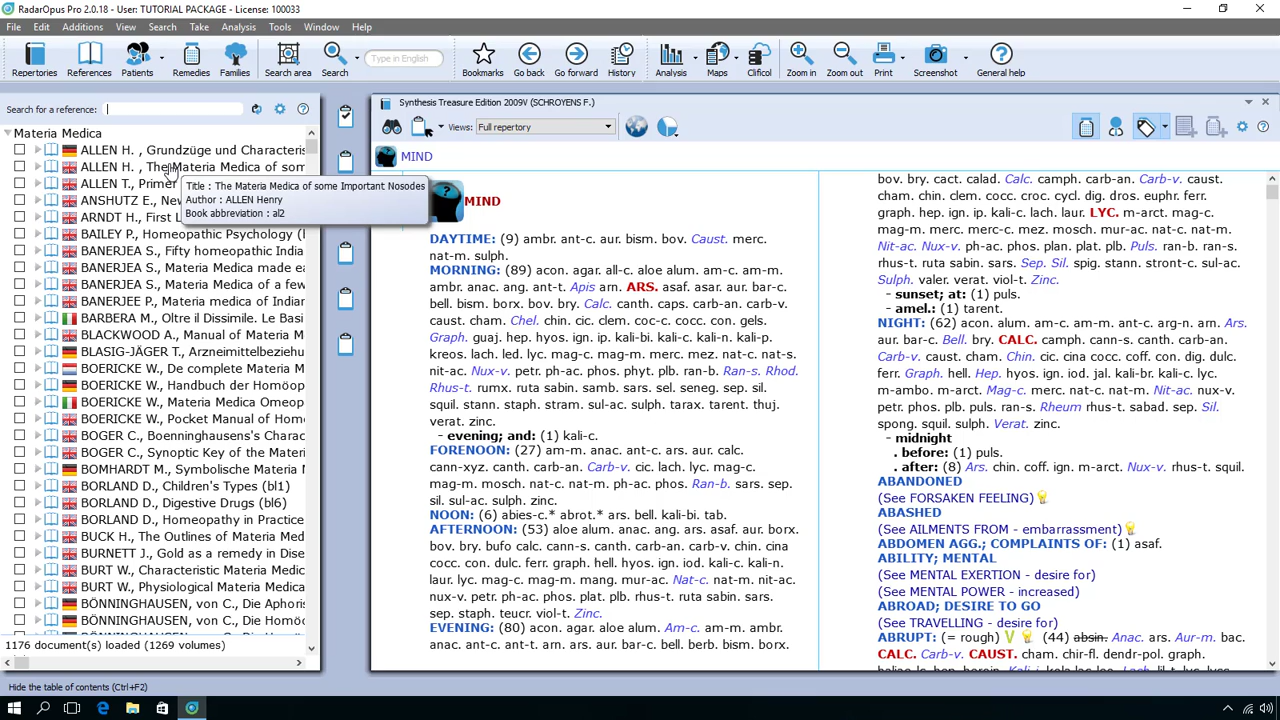 RadarOpus Pro 2.0.18 - User: TUTORIAL PACKAGE - License: 100033
File Edit Additions View Search Take Analysis Tools Window Help
Type in English
Repertories References Patients Remedies Families Search area Search Bookmarks Go back Go forward History Analysis Maps Clificol Zoom in Zoom out Print Screenshot General help
Search for a reference:
Materia Medica
ALLEN H. , Grundzüge und Characteris
ALLEN H. , The Materia Medica of som
ALLEN T., Primer
ANSHUTZ E., New
ARNDT H., First L
BAILEY P., Homeopathic Psychology (
BANERJEA S., Fifty homeopathic India
BANERJEA S., Materia Medica made ea
BANERJEA S., Materia Medica of a few
BANERJEE P., Materia medica of Indian
BARBERA M., Oltre il Dissimile. Le Basi
BLACKWOOD A., Manual of Materia M
BLASIG-JÄGER T., Arzneimittelbeziehu
BOERICKE W., De complete Materia M
BOERICKE W., Handbuch der Homöop
BOERICKE W., Materia Medica Omeop
BOERICKE W., Pocket Manual of Hom
BOGER C., Boenninghausens's Charac
BOGER C., Synoptic Key of the Materi
BOMHARDT M., Symbolische Materia
BORLAND D., Children's Types (bl1)
BORLAND D., Digestive Drugs (bl6)
BORLAND D., Homeopathy in Practice
BUCK H., The Outlines of Materia Med
BURNETT J., Gold as a remedy in Dise
BURT W., Characteristic Materia Medic
BURT W., Physiological Materia Medica
BÖNNINGHAUSEN, von C., Die Aphoris
BÖNNINGHAUSEN, von C., Die Homöo
BÖNNINGHAUSEN, von C., Die Körper
1176 document(s) loaded (1269 volumes)
Title : The Materia Medica of some Important Nosodes
Author : ALLEN Henry
Book abbreviation : al2
Synthesis Treasure Edition 2009V (SCHROYENS F.)
Views: Full repertory
MIND
MIND
DAYTIME: (9) ambr. ant-c. aur. bism. bov. Caust. merc.
nat-m. sulph.
MORNING: (89) acon. agar. all-c. aloe alum. am-c. am-m.
ambr. anac. ang. ant-t. Apis arn. ARS. asaf. asar. aur. bar-c.
bell. bism. borx. bov. bry. Calc. canth. caps. carb-an. carb-v.
caust. cham. Chel. chin. cic. clem. coc-c. cocc. con. gels.
Graph. guaj. hep. hyos. ign. ip. kali-bi. kali-c. kali-n. kali-p.
kreos. lach. led. lyc. mag-c. mag-m. merc. mez. nat-c. nat-s.
nit-ac. Nux-v. petr. ph-ac. phos. phyt. plb. ran-b. Ran-s. Rhod.
Rhus-t. rumx. ruta sabin. samb. sars. sel. seneg. sep. sil.
squil. stann. staph. stram. sul-ac. sulph. tarax. tarent. thuj.
verat. zinc.
- evening; and: (1) kali-c.
FORENOON: (27) am-m. anac. ant-c. ars. aur. calc.
cann-xyz. canth. carb-an. Carb-v. cic. lach. lyc. mag-c.
mag-m. mosch. nat-c. nat-m. ph-ac. phos. Ran-b. sars. sep.
sil. sul-ac. sulph. zinc.
NOON: (6) abies-c.* abrot.* ars. bell. kali-bi. tab.
AFTERNOON: (53) aloe alum. anac. ang. ars. asaf. aur. borx.
bov. bry. bufo calc. cann-s. canth. carb-an. carb-v. chin. cina
cocc. con. dulc. ferr. graph. hell. hyos. ign. iod. kali-c. kali-n.
laur. lyc. mag-c. mag-m. mang. mur-ac. Nat-c. nat-m. nit-ac.
nux-v. petr. ph-ac. phos. plat. plb. rhus-t. ruta sabin. sars.
sep. staph. teucr. viol-t. Zinc.
EVENING: (80) acon. agar. aloe alum. Am-c. am-m. ambr.
anac. ant-c. ant-t. arn. ars. aur. bar-c. bell. berb. bism. borx.
bov. bry. cact. calad. Calc. camph. carb-an. Carb-v. caust.
cham. chin. clem. cocc. coff. con. cycl. dig. dros. euphr. ferr.
graph. hell. hep. hyos. ign. iod. kali-c. lach. laur. LYC. m-arct. mag-c.
mag-m. merc. merc-c. mez. mosch. mur-ac. nat-c. nat-m.
Nit-ac. Nux-v. ph-ac. phos. plan. plat. plb. Puls. ran-b. ran-s.
rhus-t. ruta sabin. sars. Sep. Sil. spig. stann. stront-c. sul-ac.
Sulph. valer. verat. viol-t. Zinc.
- sunset; at: (1) puls.
- amel.: (1) tarent.
NIGHT: (62) acon. alum. am-c. am-m. ant-c. arg-n. arn. Ars.
aur. bar-c. Bell. bry. CALC. camph. cann-s. canth. carb-an.
Carb-v. caust. cham. Chin. cic. cina cocc. coff. con. dig. dulc.
ferr. Graph. hell. Hep. hyos. ign. iod. jal. kali-br. kali-c. kali-c. lyc.
m-ambo. m-arct. Mag-c. merc. nat-c. nat-m. Nit-ac. nux-v.
petr. phos. plb. puls. ran-s. Rheum rhus-t. sabad. sep. Sil.
spong. squil. sulph. Verat. zinc.
- midnight
. before: (1) puls.
. after: (8) Ars. chin. coff. ign. m-arct. Nux-v. rhus-t. squil.
ABANDONED
(See FORSAKEN FEELING)
ABASHED
(See AILMENTS FROM - embarrassment)
ABDOMEN AGG.; COMPLAINTS OF: (1) asaf.
ABILITY; MENTAL
(See MENTAL EXERTION - desire for)
(See MENTAL POWER - increased)
ABROAD; DESIRE TO GO
(See TRAVELLING - desire for)
ABRUPT: (= rough) V (44) absin. Anac. ars. Aur-m. bac.
CALC. Carb-v. CAUST. cham. chir-fl. dendr-pol. graph.
Hide the table of contents (Ctrl+F2)